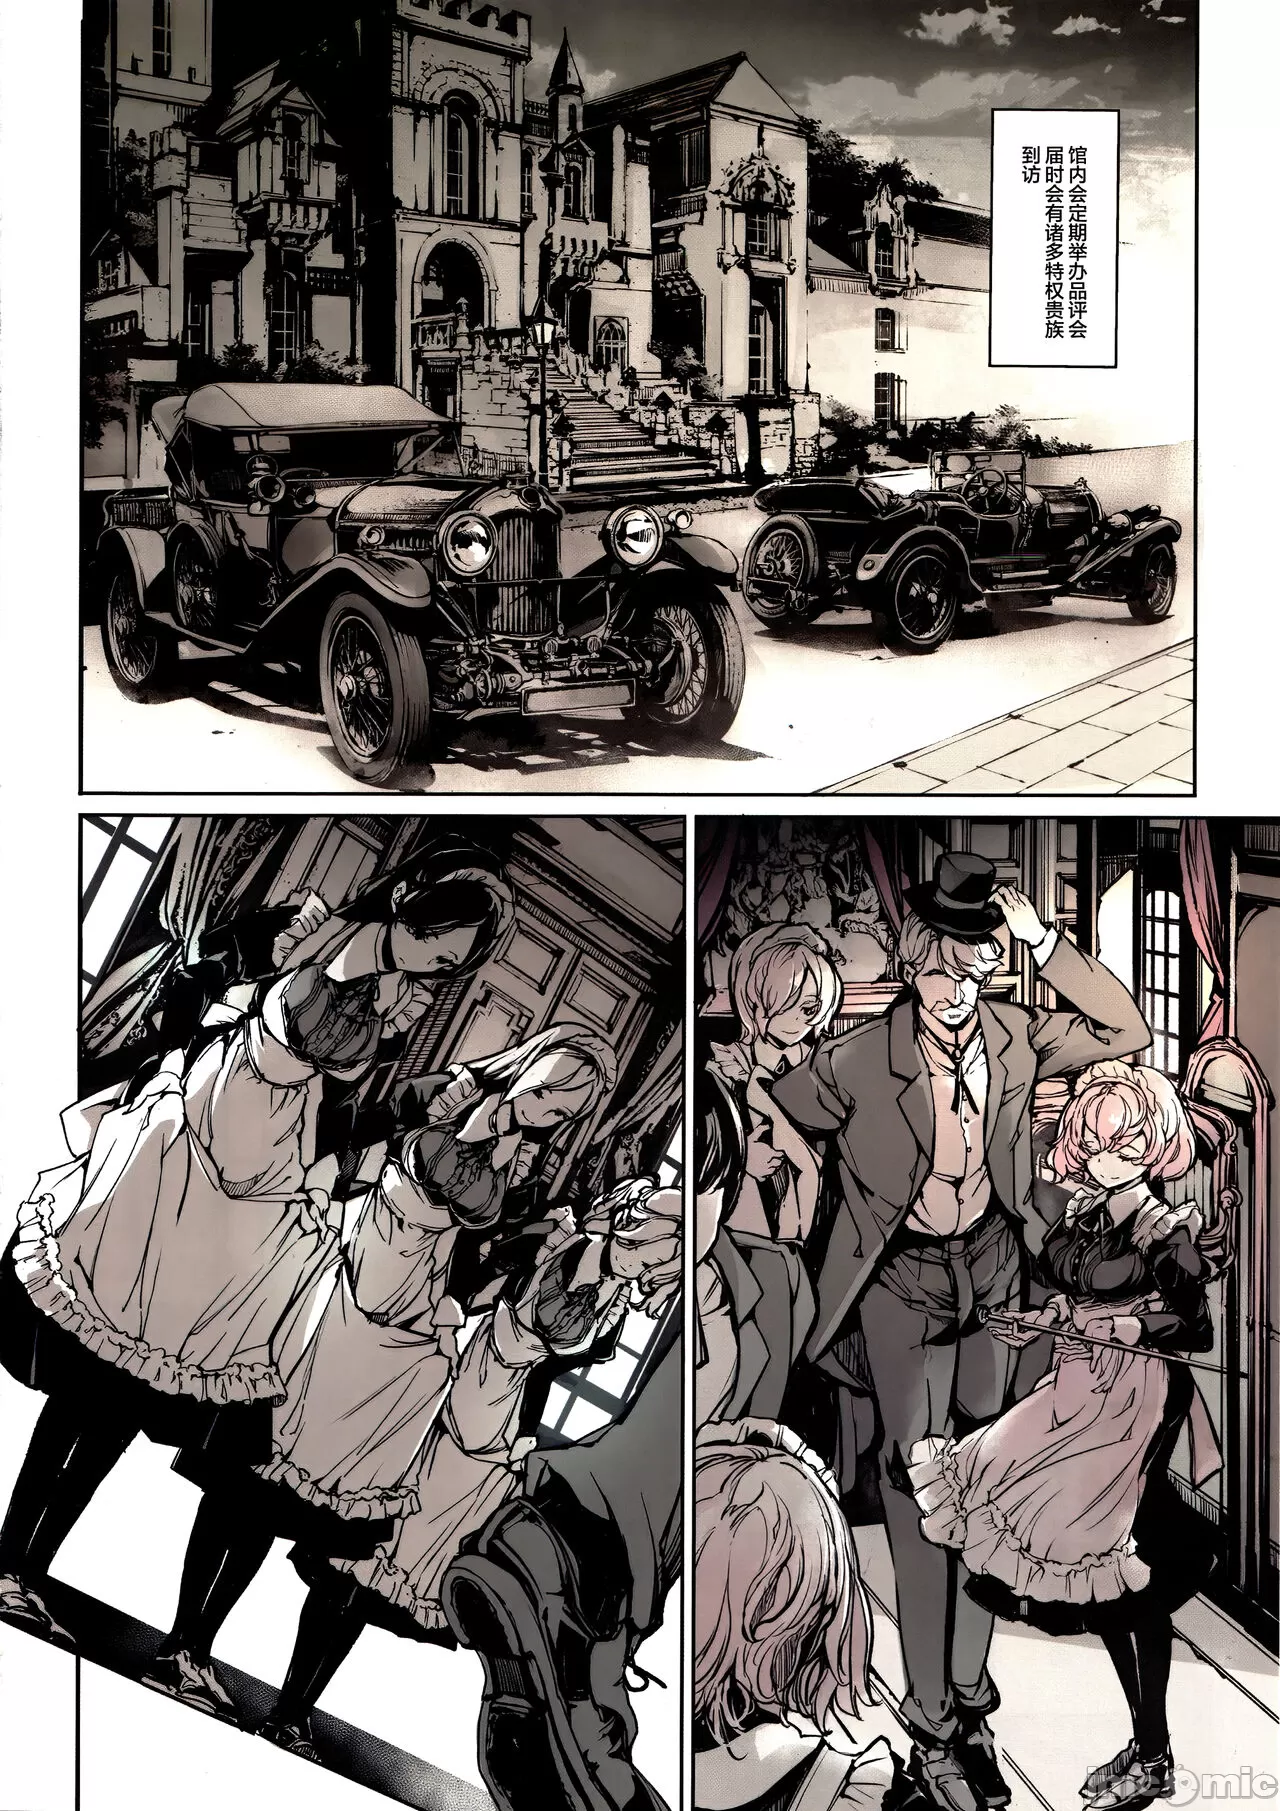 馆内会定期举办品评会
届时会有诸多特权贵族
到访
inicomic